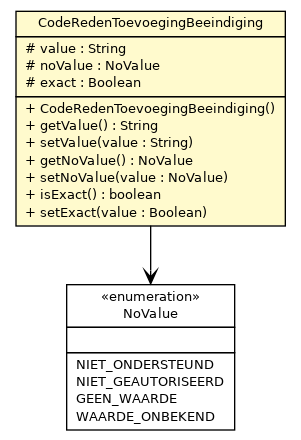 CodeRedenToevoegingBeeindiging
# value : String
# noValue : NoValue
# exact : Boolean
+ CodeRedenToevoegingBeeindiging()
+ getValue() : String
+ setValue(value : String)
+ getNoValue() : NoValue
+ setNoValue(value : NoValue)
+ isExact() : boolean
+ setExact(value : Boolean)
«enumeration»
NoValue
NIET_ONDERSTEUND
NIET_GEAUTORISEERD
GEEN_WAARDE
WAARDE_ONBEKEND